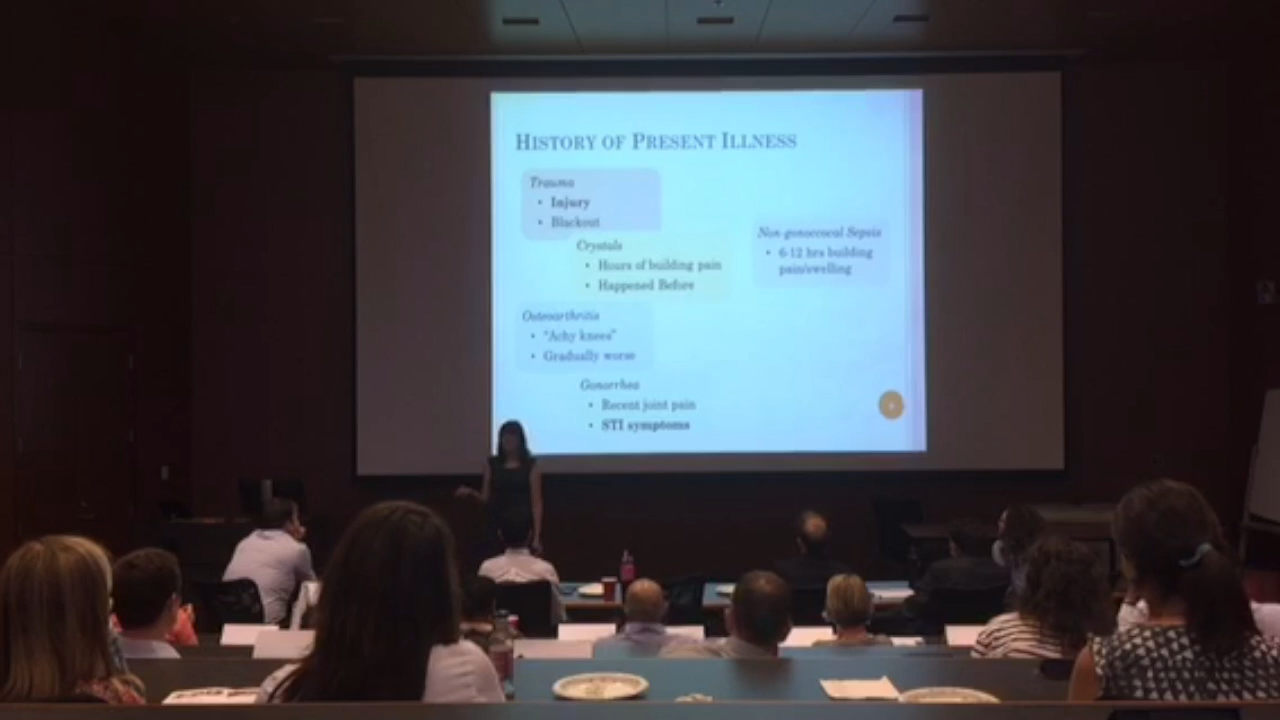 HISTORY OF PRESENT ILLNESS
Trauma
• Injury
• Blackout
Crystals
• Hours of building pain
• Happened Before
Non-gonococcal Sepsis
• 6-12 hrs building
pain/swelling
Osteoarthritis
• "Achy knees"
• Gradually worse
Gonorrhea
• Recent joint pain
• STI symptoms